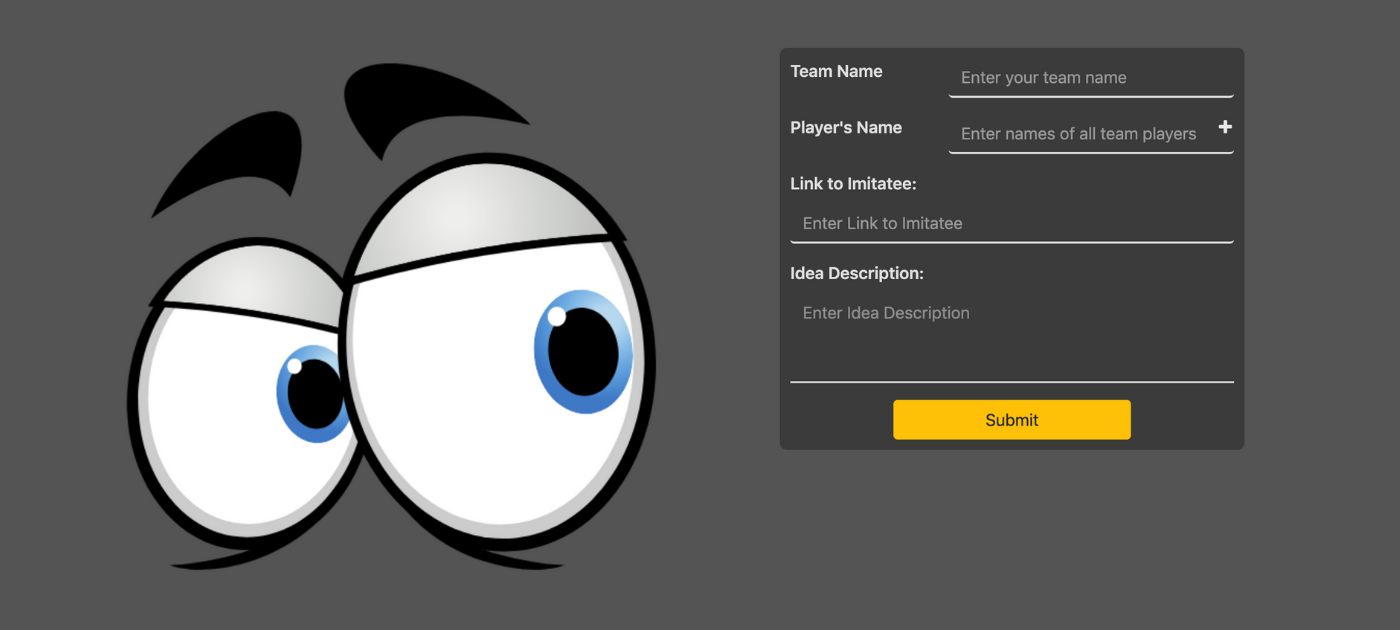 Team Name
Enter your team name
Player's Name
Enter names of all team players
Link to Imitatee:
Enter Link to Imitatee
Idea Description:
Enter Idea Description
Submit